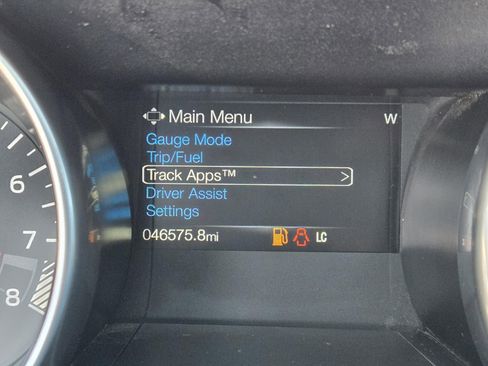 Main Menu W
Gauge Mode
Trip/Fuel
Track Apps™ >
Driver Assist
Settings
046575.8mi LC
6
7
8